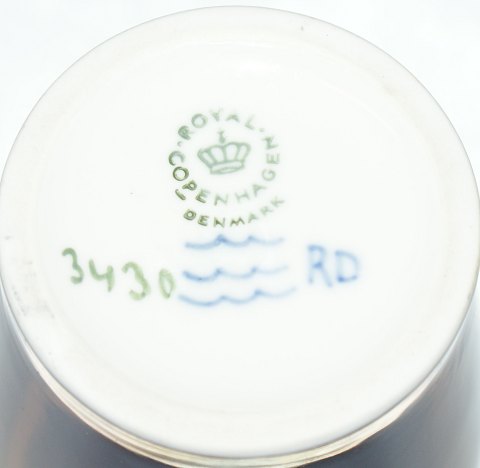 ROYAL
COPENHAGEN
DENMARK
3430 RD